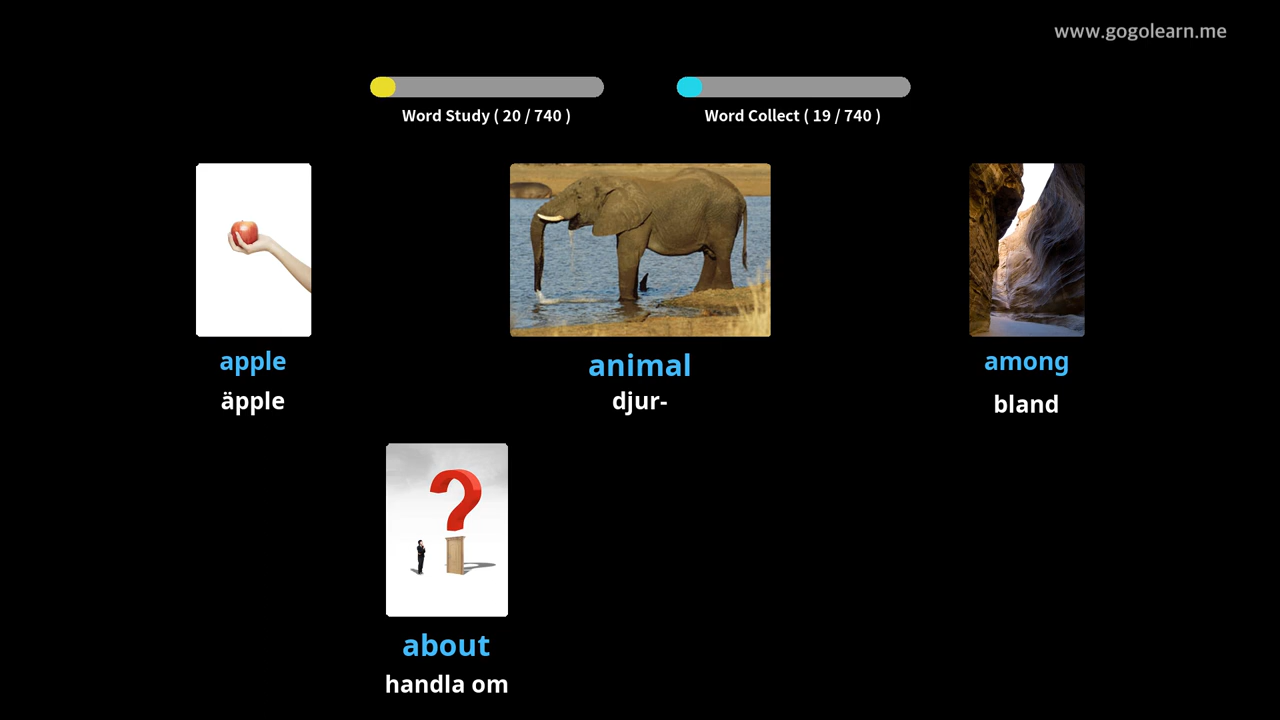 www.gogolearn.me
Word Study ( 20 / 740 )
Word Collect ( 19 / 740 )
apple
äpple
animal
djur-
among
bland
about
handla om